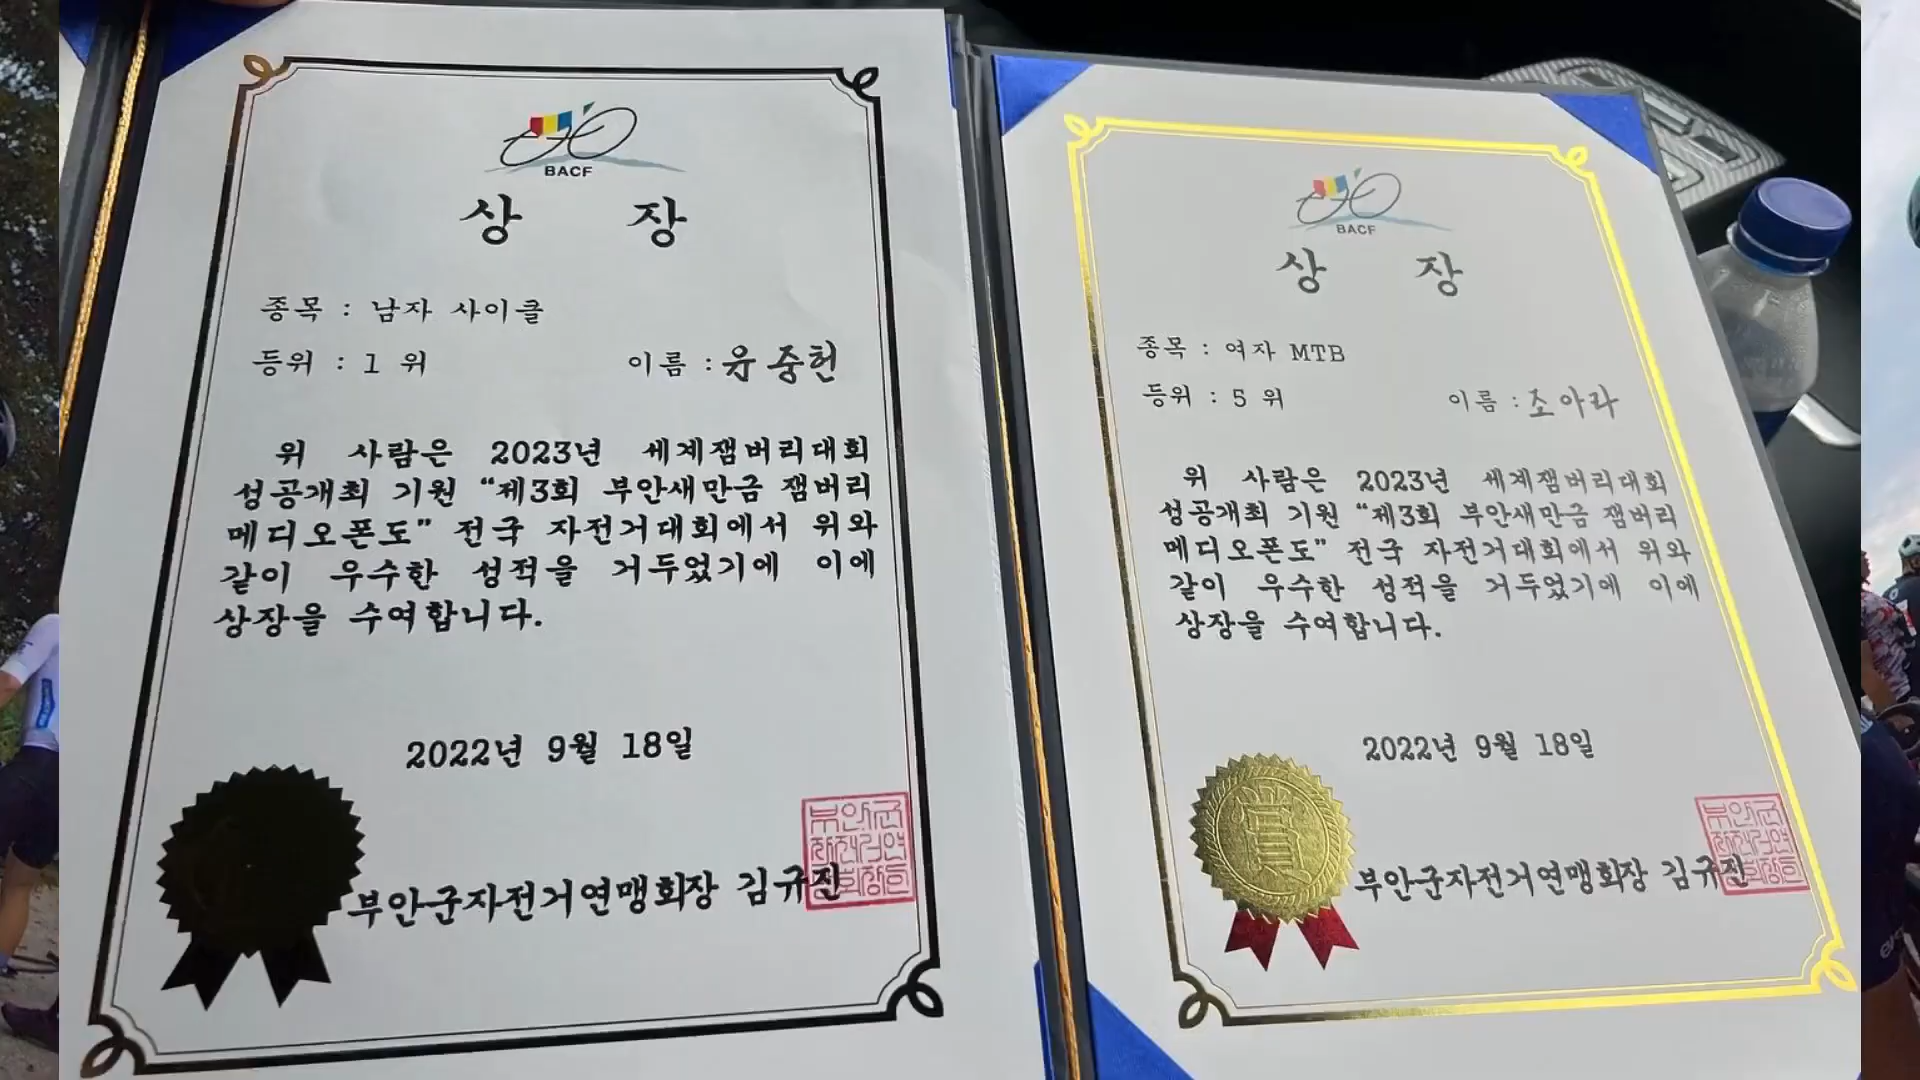 BACF
상 장
종목 : 남자 사이클
등위 : 1 위 이름 : 윤중헌
위 사람은 2023년 세계잼버리대회
성공개최 기원 “제3회 부안새만금 잼버리
메디오폰도” 전국 자전거대회에서 위와
같이 우수한 성적을 거두었기에 이에
상장을 수여합니다.
2022년 9월 18일
부안군자전거연맹회장 김규진
BACF
상 장
종목 : 여자 MTB
등위 : 5 위 이름 : 조아라
위 사람은 2023년 세계잼버리대회
성공개최 기원 “제3회 부안새만금 잼버리
메디오폰도” 전국 자전거대회에서 위와
같이 우수한 성적을 거두었기에 이에
상장을 수여합니다.
2022년 9월 18일
賞
부안군자전거연맹회장 김규진